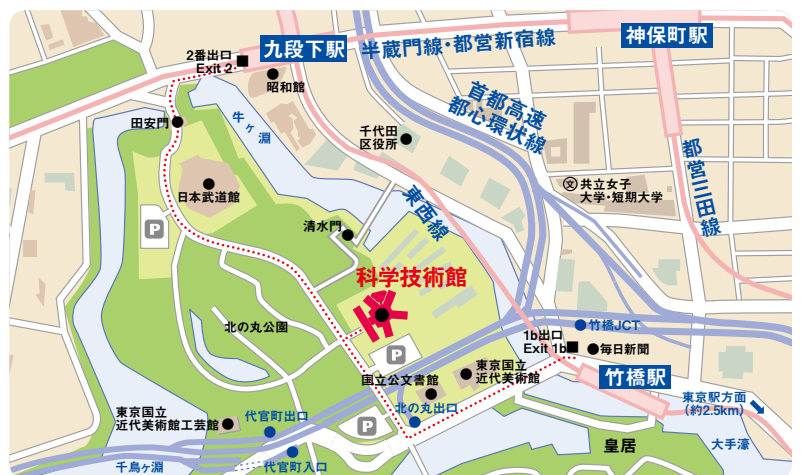 2番出口
Exit 2
九段下駅
半蔵門線・都営新宿線
神保町駅
昭和館
首都高速
都心環状線
田安門
牛ヶ淵
千代田
区役所
都営三田線
日本武道館
東西線
文
共立女子
大学・短期大学
P
清水門
科学技術館
北の丸公園
1b出口
Exit 1b
竹橋JCT
毎日新聞
P
国立公文書館
東京国立
近代美術館
竹橋駅
東京国立
近代美術館工芸館
代官町出口
P
北の丸出口
東京駅方面
(約2.5km)
皇居
大手濠
千鳥ヶ淵
代官町入口